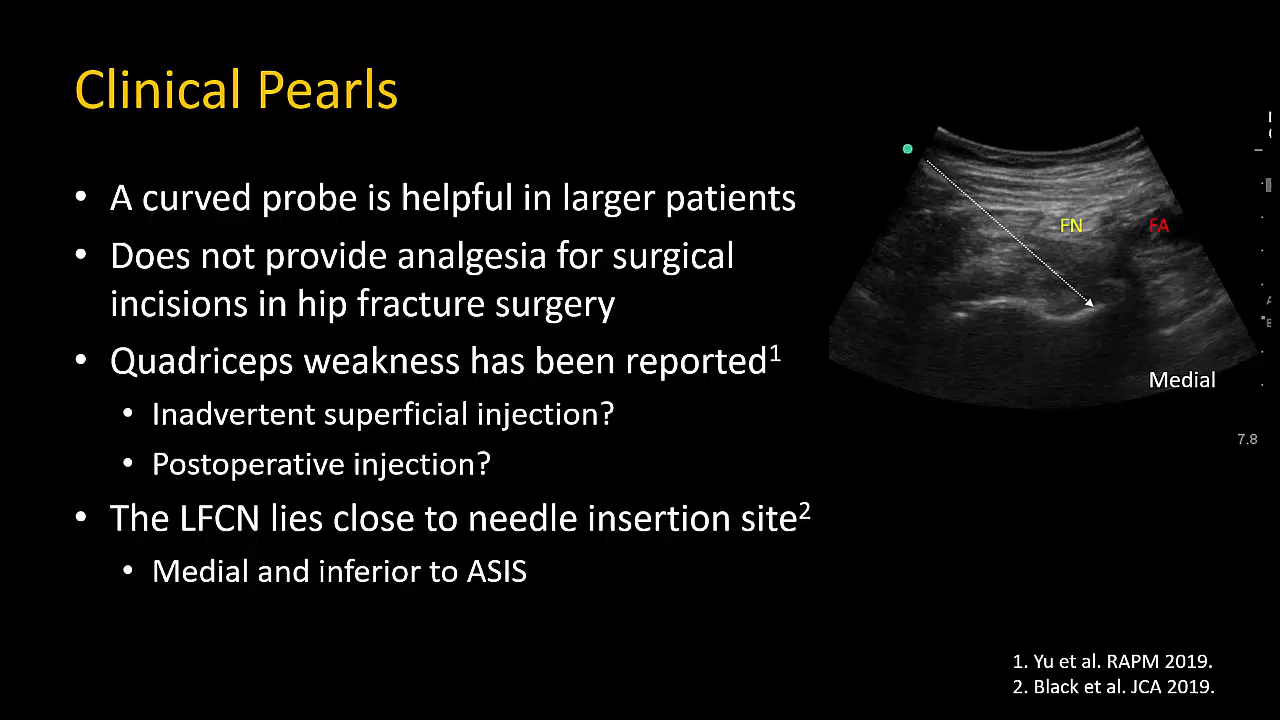 Clinical Pearls
• A curved probe is helpful in larger patients
• Does not provide analgesia for surgical
incisions in hip fracture surgery
• Quadriceps weakness has been reported1
• Inadvertent superficial injection?
• Postoperative injection?
• The LFCN lies close to needle insertion site2
• Medial and inferior to ASIS
FN
FA
Medial
7.8
1. Yu et al. RAPM 2019.
2. Black et al. JCA 2019.